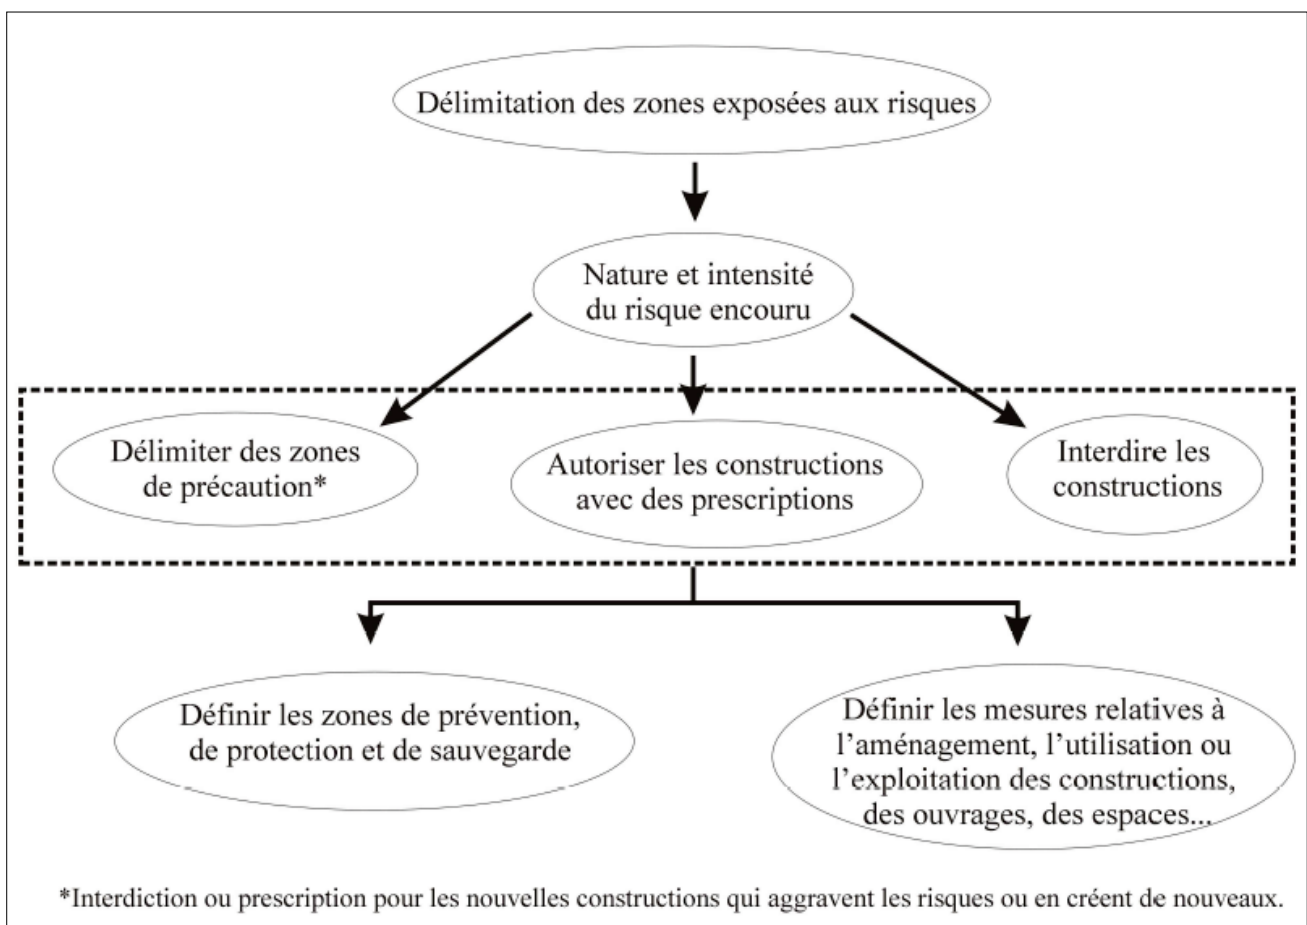 Délimitation des zones exposées aux risques
Nature et intensité
du risque encouru
Délimiter des zones
de précaution*
Autoriser les constructions
avec des prescriptions
Interdire les
constructions
Définir les zones de prévention,
de protection et de sauvegarde
Définir les mesures relatives à
l'aménagement, l'utilisation ou
l'exploitation des constructions,
des ouvrages, des espaces...
*Interdiction ou prescription pour les nouvelles constructions qui aggravent les risques ou en créent de nouveaux.